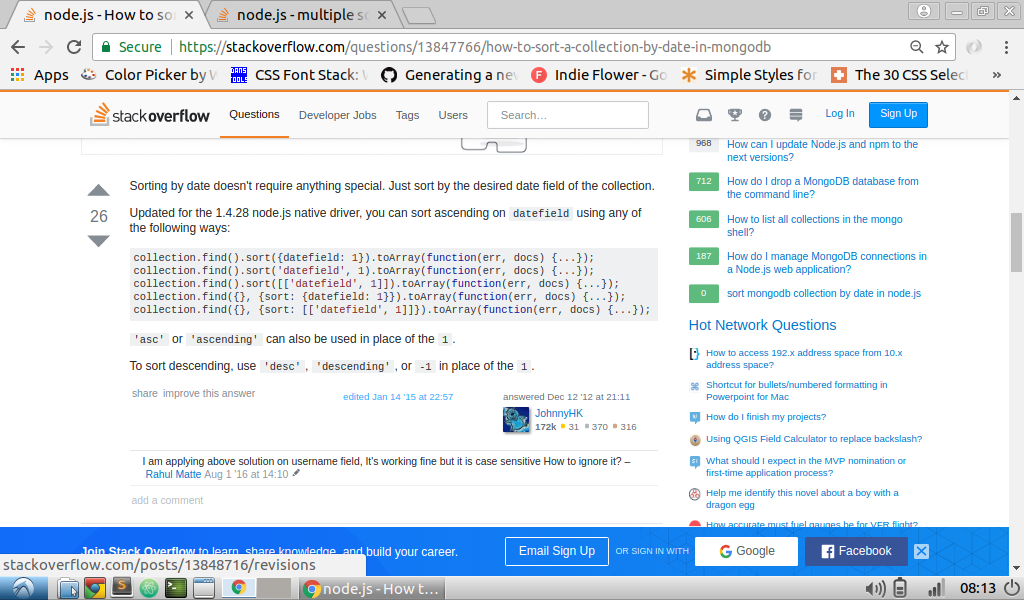 node.js - How to so
node.js - multiple so
Secure
https://stackoverflow.com/questions/13847766/how-to-sort-a-collection-by-date-in-mongodb
Apps
Color Picker by W
CSS Font Stack: W
Generating a new
Indie Flower - Go
Simple Styles for
The 30 CSS Selec
»
stackoverflow
Questions
Developer Jobs
Tags
Users
Search…
Log In
Sign Up
Sorting by date doesn't require anything special. Just sort by the desired date field of the collection.
26
Updated for the 1.4.28 node.js native driver, you can sort ascending on datefield using any of
the following ways:
collection.find().sort({datefield: 1}).toArray(function(err, docs) {...});
collection.find().sort('datefield', 1).toArray(function(err, docs) {...});
collection.find().sort([['datefield', 1]]).toArray(function(err, docs) {...});
collection.find({}, {sort: {datefield: 1}}).toArray(function(err, docs) {...});
collection.find({}, {sort: [['datefield', 1]]}).toArray(function(err, docs) {...});
'asc' or 'ascending' can also be used in place of the 1.
To sort descending, use 'desc', 'descending', or -1 in place of the 1.
share improve this answer
edited Jan 14 '15 at 22:57
answered Dec 12 '12 at 21:11
JohnnyHK
172k 31 370 316
I am applying above solution on username field, It's working fine but it is case sensitive How to ignore it? –
Rahul Matte Aug 1 '16 at 14:10
add a comment
968 How can I update Node.js and npm to the
next versions?
712 How do I drop a MongoDB database from
the command line?
606 How to list all collections in the mongo
shell?
187 How do I manage MongoDB connections in
a Node.js web application?
0 sort mongodb collection by date in node.js
Hot Network Questions
How to access 192.x address space from 10.x
address space?
Shortcut for bullets/numbered formatting in
Powerpoint for Mac
How do I finish my projects?
Using QGIS Field Calculator to replace backslash?
What should I expect in the MVP nomination or
first-time application process?
Help me identify this novel about a boy with a
dragon egg
How accurate must fuel gauges be for VFR flight?
Join Stack Overflow to learn, share knowledge, and build your career.
Email Sign Up
OR SIGN IN WITH
Google
Facebook
stackoverflow.com/posts/13848716/revisions
node.js - How t...
08:13